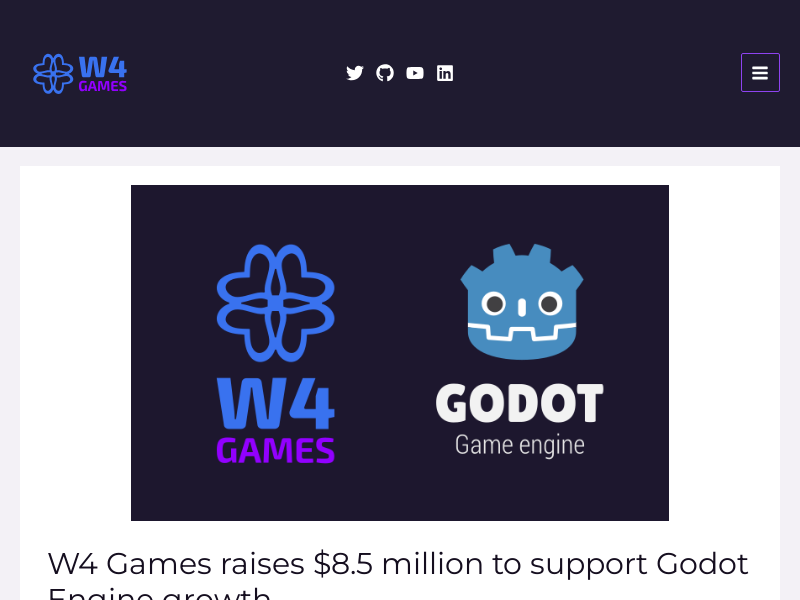 W4
GAMES
W4
GAMES
GODOT
Game engine
W4 Games raises $8.5 million to support Godot
Engine growth